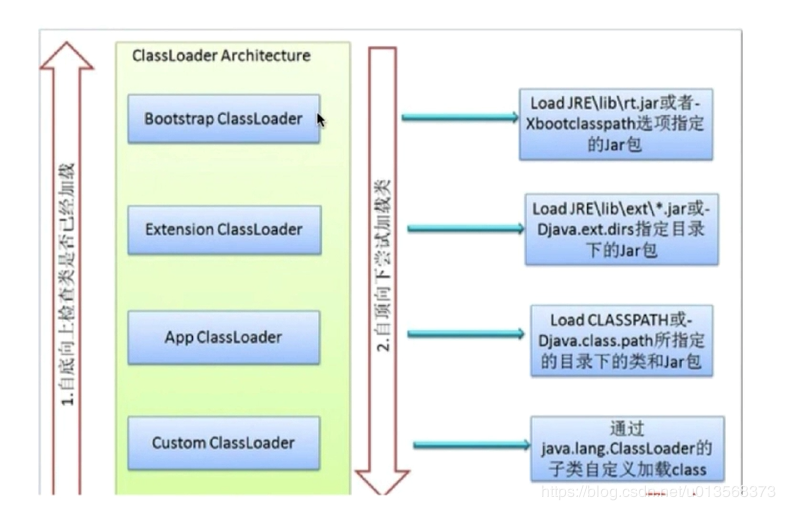 ClassLoader Architecture
1.自底向上检查类是否已经加载
Bootstrap ClassLoader
Extension ClassLoader
App ClassLoader
Custom ClassLoader
2.自顶向下尝试加载类
Load JRE\lib\rt.jar或者-
Xbootclasspath选项指定
的Jar包
Load JRE\lib\ext\*.jar或-
Djava.ext.dirs指定目录
下的Jar包
Load CLASSPATH或-
Djava.class.path所指定
的目录下的类和Jar包
通过
java.lang.ClassLoader的
子类自定义加载class
https://blog.csdn.net/u013568373